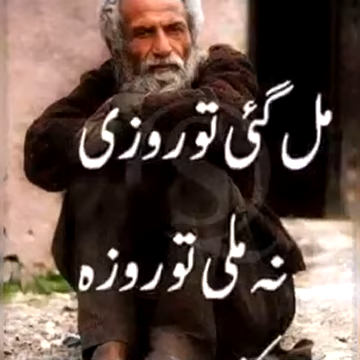 مل گئی تو روزی
نہ ملی تو روزہ